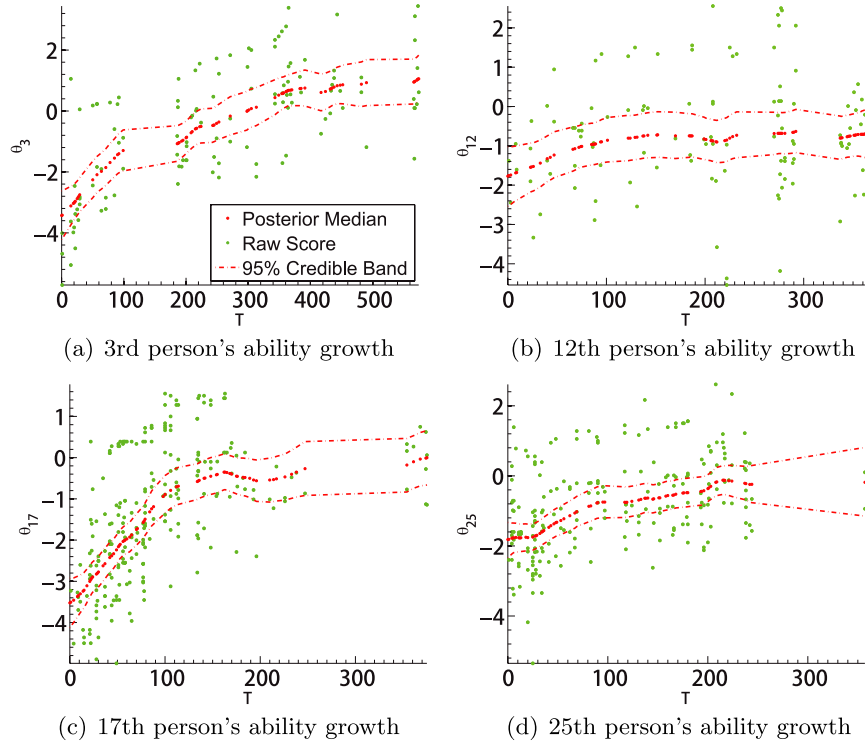 2
0
−2
−4
θ3
0 100 200 300 400 500
T
Posterior Median
Raw Score
95% Credible Band
(a) 3rd person's ability growth
2
1
0
−1
−2
−3
−4
θ12
0 100 200 300
T
(b) 12th person's ability growth
1
0
−1
−2
−3
−4
θ17
0 100 200 300
T
(c) 17th person's ability growth
2
0
−2
−4
θ25
0 100 200 300
T
(d) 25th person's ability growth